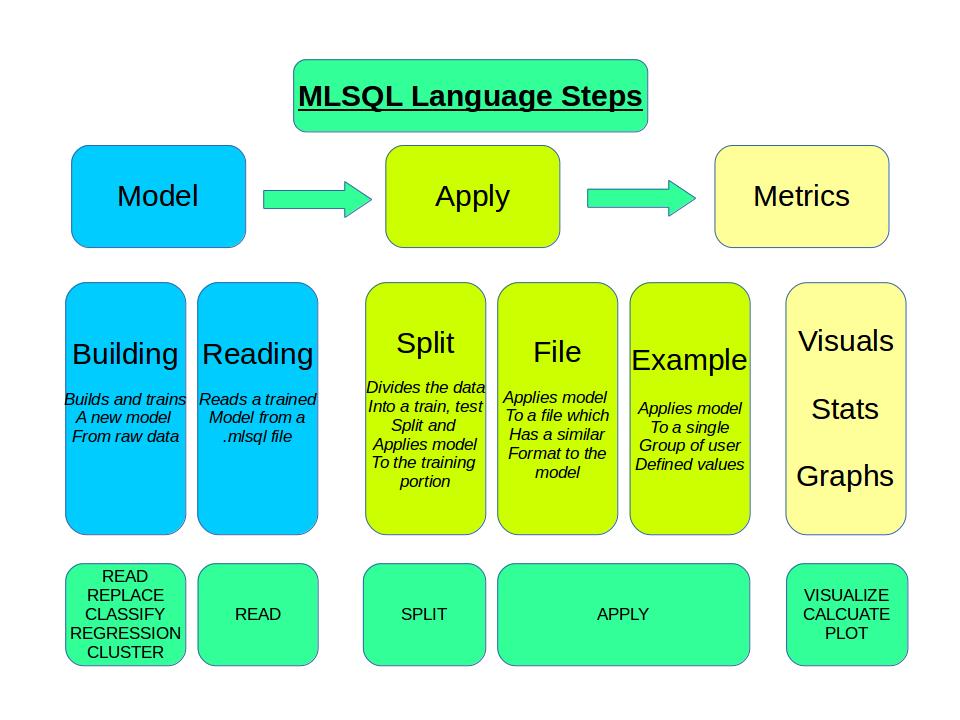 MLSQL Language Steps
Model
Apply
Metrics
Building
Builds and trains
A new model
From raw data
Reading
Reads a trained
Model from a
.mlsql file
Split
Divides the data
Into a train, test
Split and
Applies model
To the training
portion
File
Applies model
To a file which
Has a similar
Format to the
model
Example
Applies model
To a single
Group of user
Defined values
Visuals
Stats
Graphs
READ
REPLACE
CLASSIFY
REGRESSION
CLUSTER
READ
SPLIT
APPLY
VISUALIZE
CALCUATE
PLOT